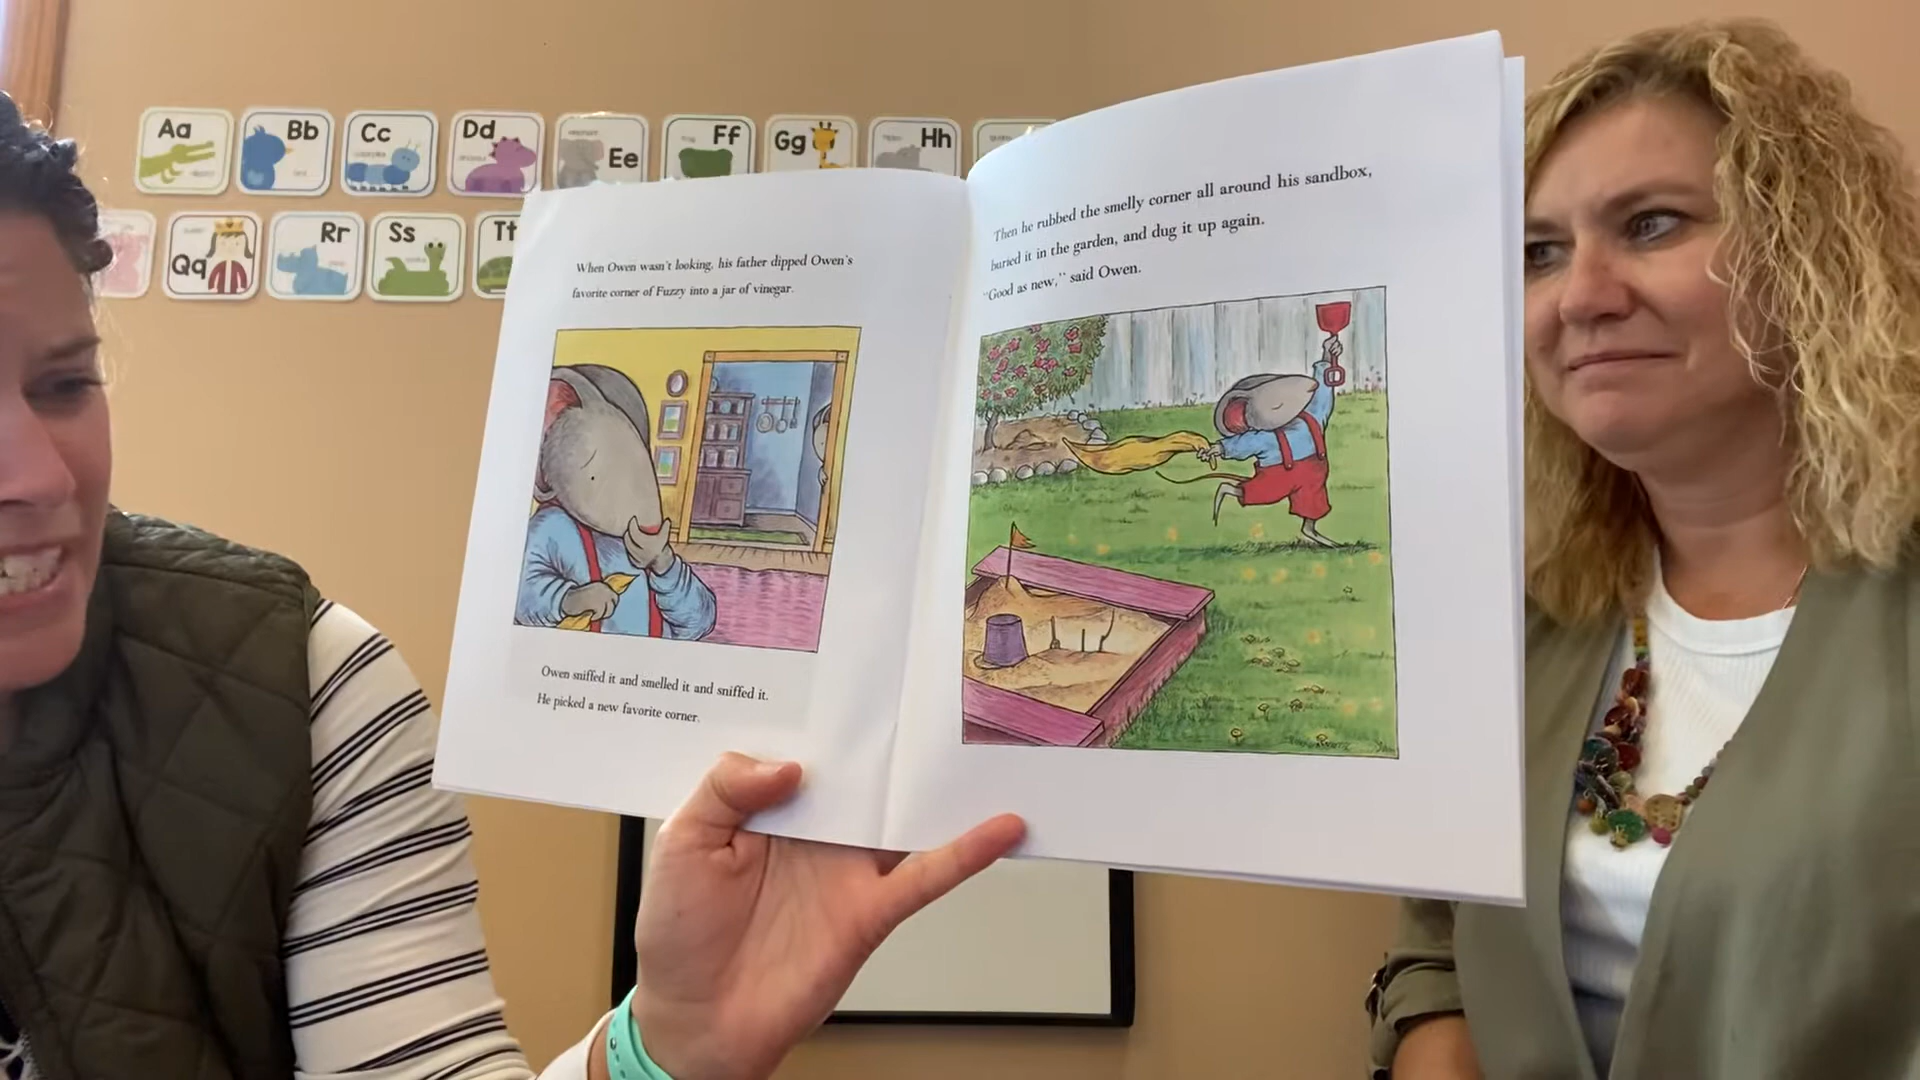 Aa
Bb
Cc
Dd
Ee
Ff
Gg
Hh
Qq
Rr
Ss
Tt
When Owen wasn't looking, his father dipped Owen's
favorite corner of Fuzzy into a jar of vinegar.
Owen sniffed it and smelled it and sniffed it.
He picked a new favorite corner.
Then he rubbed the smelly corner all around his sandbox,
buried it in the garden, and dug it up again.
"Good as new," said Owen.